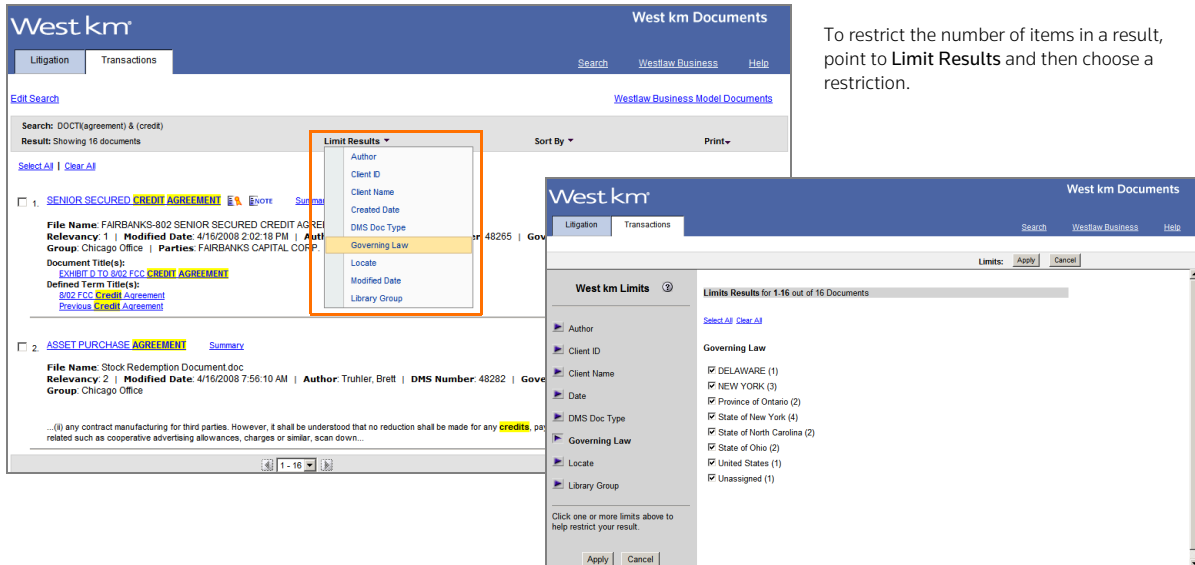 West km
West km Documents
Litigation
Transactions
Search
Westlaw Business
Help
Edit Search
Westlaw Business Model Documents
Search: DOCTI(agreement) & (credit)
Result: Showing 16 documents
Limit Results
Sort By
Print
Select All | Clear All
Author
Client ID
Client Name
Created Date
DMS Doc Type
Governing Law
Locate
Modified Date
Library Group
1. SENIOR SECURED CREDIT AGREEMENT ENOTE
File Name: FAIRBANKS-802 SENIOR SECURED CREDIT
Relevancy: 1 | Modified Date: 4/16/2008 2:02:18 PM | 48265 |
Group: Chicago Office | Parties: FAIRBANKS CAPITAL CORP.
Document Title(s):
EXHIBIT D TO 8/02 FCC CREDIT AGREEMENT
Defined Term Title(s):
8/02 FCC Credit Agreement
Previous Credit Agreement
2. ASSET PURCHASE AGREEMENT Summary
File Name: Stock Redemption Document.doc
Relevancy: 2 | Modified Date: 4/16/2008 7:56:10 AM | Author: Truhler, Brett | DMS Number: 48282 |
Group: Chicago Office
...(ii) any contract manufacturing for third parties. However, it shall be understood that no reduction shall be made for any credits,
related such as cooperative advertising allowances, charges or similar, scan down...
1 - 16
To restrict the number of items in a result,
point to Limit Results and then choose a
restriction.
West km
West km Documents
Litigation
Transactions
Search
Westlaw Business
Help
Limits: Apply Cancel
West km Limits ?
Author
Client ID
Client Name
Date
DMS Doc Type
Governing Law
Locate
Library Group
Click one or more limits above to
help restrict your result.
Apply Cancel
Limits Results for 1-16 out of 16 Documents
Select All Clear All
Governing Law
DELAWARE (1)
NEW YORK (3)
Province of Ontario (2)
State of New York (4)
State of North Carolina (2)
State of Ohio (2)
United States (1)
Unassigned (1)